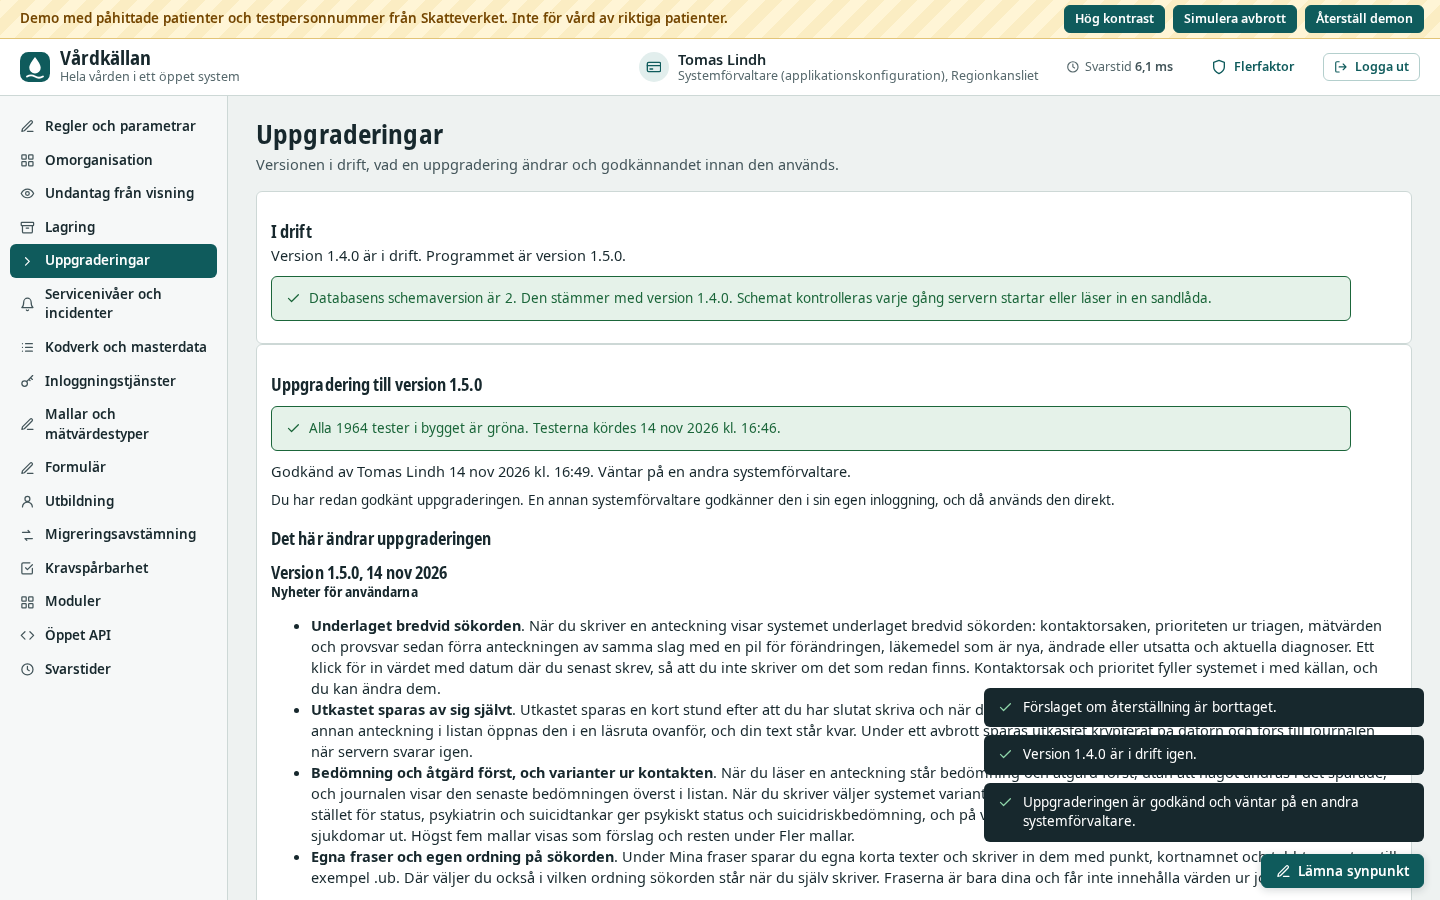 Demo med påhittade patienter och testpersonnummer från Skatteverket. Inte för vård av riktiga patienter.
Hög kontrast
Simulera avbrott
Återställ demon
Vårdkällan
Hela vården i ett öppet system
Tomas Lindh
Systemförvaltare (applikationskonfiguration), Regionkansliet
Svarstid 6,1 ms
Flerfaktor
Logga ut
Regler och parametrar
Omorganisation
Undantag från visning
Lagring
Uppgraderingar
Servicenivåer och
incidenter
Kodverk och masterdata
Inloggningstjänster
Mallar och
mätvärdestyper
Formulär
Utbildning
Migreringsavstämning
Kravspårbarhet
Moduler
Öppet API
Svarstider
Uppgraderingar
Versionen i drift, vad en uppgradering ändrar och godkännandet innan den används.
I drift
Version 1.4.0 är i drift. Programmet är version 1.5.0.
Databasens schemaversion är 2. Den stämmer med version 1.4.0. Schemat kontrolleras varje gång servern startar eller läser in en sandlåda.
Uppgradering till version 1.5.0
Alla 1964 tester i bygget är gröna. Testerna kördes 14 nov 2026 kl. 16:46.
Godkänd av Tomas Lindh 14 nov 2026 kl. 16:49. Väntar på en andra systemförvaltare.
Du har redan godkänt uppgraderingen. En annan systemförvaltare godkänner den i sin egen inloggning, och då används den direkt.
Det här ändrar uppgraderingen
Version 1.5.0, 14 nov 2026
Nyheter för användarna
Underlaget bredvid sökorden. När du skriver en anteckning visar systemet underlaget bredvid sökorden: kontaktorsaken, prioriteten ur triagen, mätvärden
och provsvar sedan förra anteckningen av samma slag med en pil för förändringen, läkemedel som är nya, ändrade eller utsatta och aktuella diagnoser. Ett
klick för in värdet med datum där du senast skrev, så att du inte skriver om det som redan finns. Kontaktorsak och prioritet fyller systemet i med källan, och
du kan ändra dem.
Utkastet sparas av sig självt. Utkastet sparas en kort stund efter att du har slutat skriva och när d
annan anteckning i listan öppnas den i en läsruta ovanför, och din text står kvar. Under ett avbrott sparas utkastet krypterat på datorn och förs till journalen
när servern svarar igen.
Bedömning och åtgärd först, och varianter ur kontakten. När du läser en anteckning står bedömning och åtgärd först, utan att något ändras i det sparade,
och journalen visar den senaste bedömningen överst i listan. När du skriver väljer systemet variant
stället för status, psykiatrin och suicidtankar ger psykiskt status och suicidriskbedömning, och på v
sjukdomar ut. Högst fem mallar visas som förslag och resten under Fler mallar.
Egna fraser och egen ordning på sökorden. Under Mina fraser sparar du egna korta texter och skriver in dem med punkt, kortnamnet och
exempel .ub. Där väljer du också i vilken ordning sökorden står när du själv skriver. Fraserna är bara dina och får inte innehålla värden ur
Förslaget om återställning är borttaget.
Version 1.4.0 är i drift igen.
Uppgraderingen är godkänd och väntar på en andra
systemförvaltare.
Lämna synpunkt